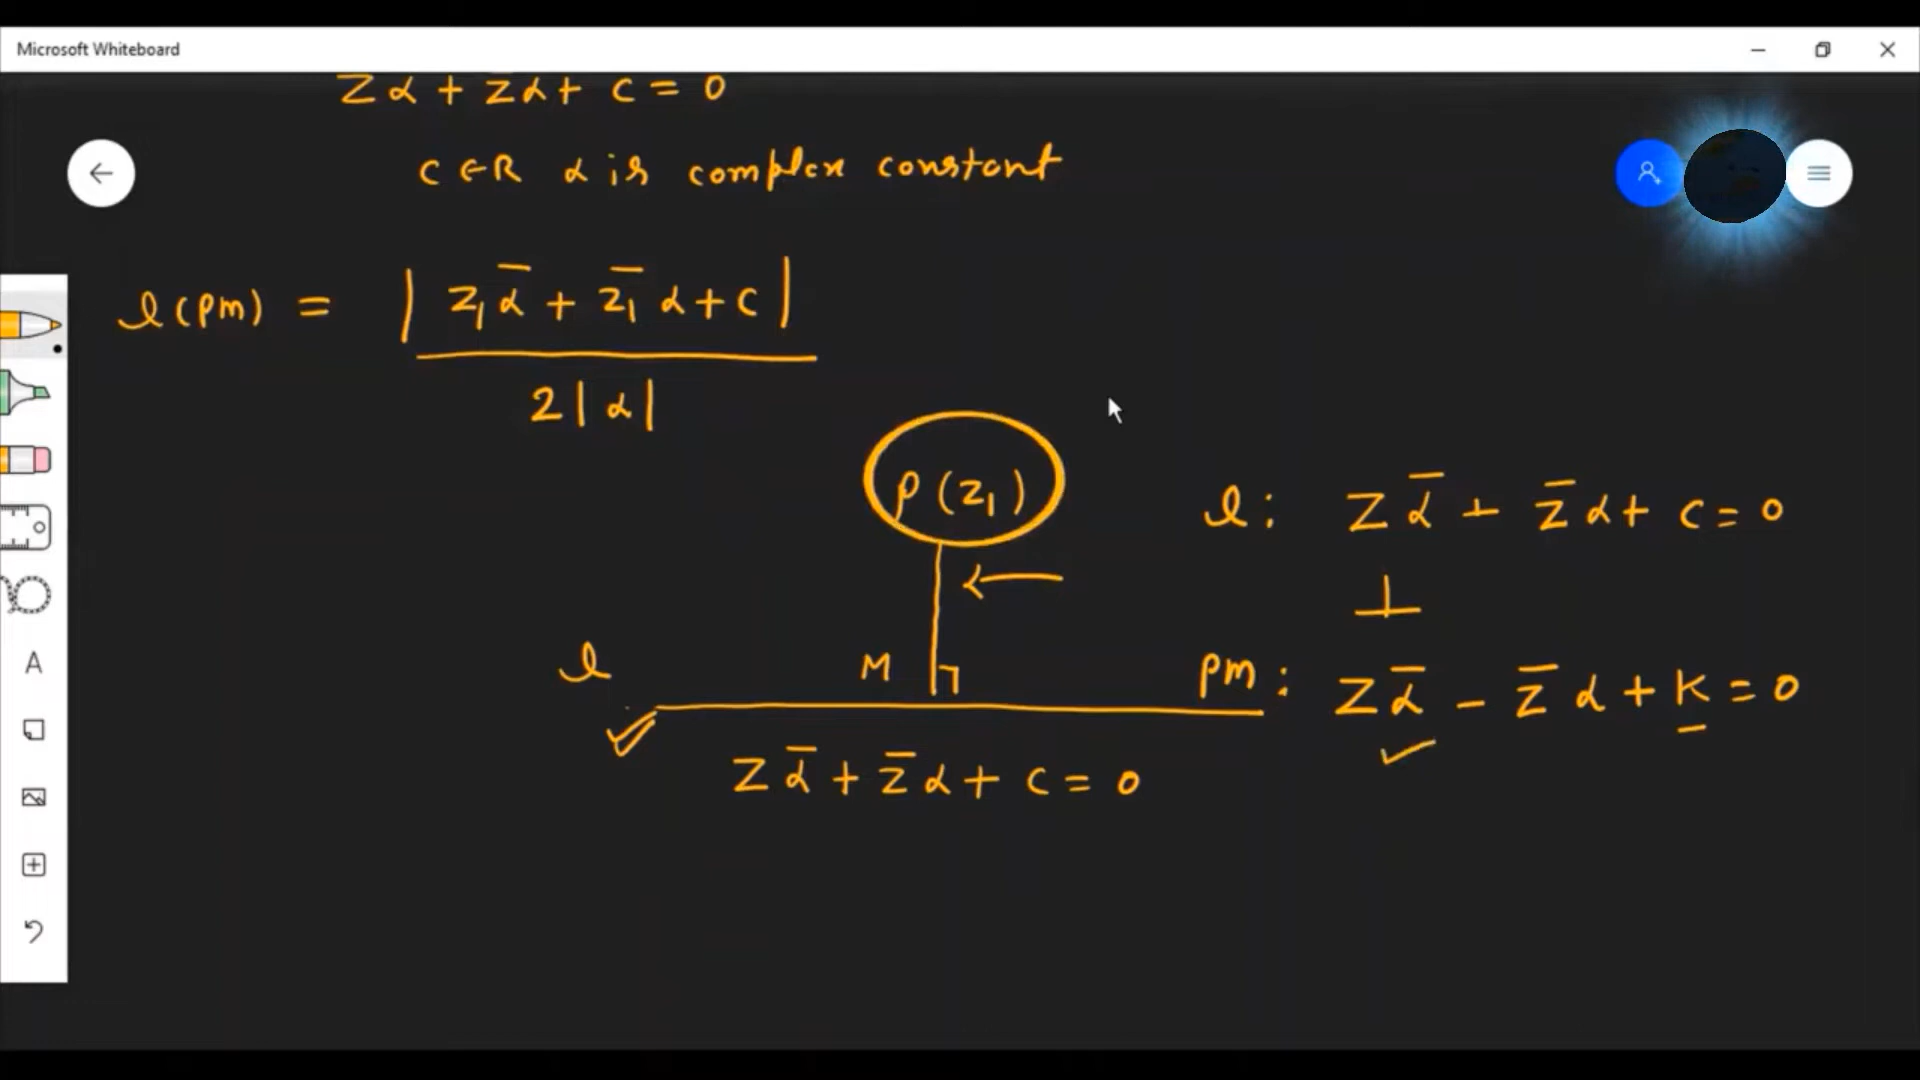 Microsoft Whiteboard
Zα + zα + c = 0
C ∈ R α is complex constant
l(PM) = | z₁ᾱ + z̄₁α + c |
2|α|
P(z₁)
l : Zᾱ + z̄α + c = 0
⊥
l
M
PM : Zᾱ - z̄α + K = 0
Zᾱ + z̄α + c = 0
A